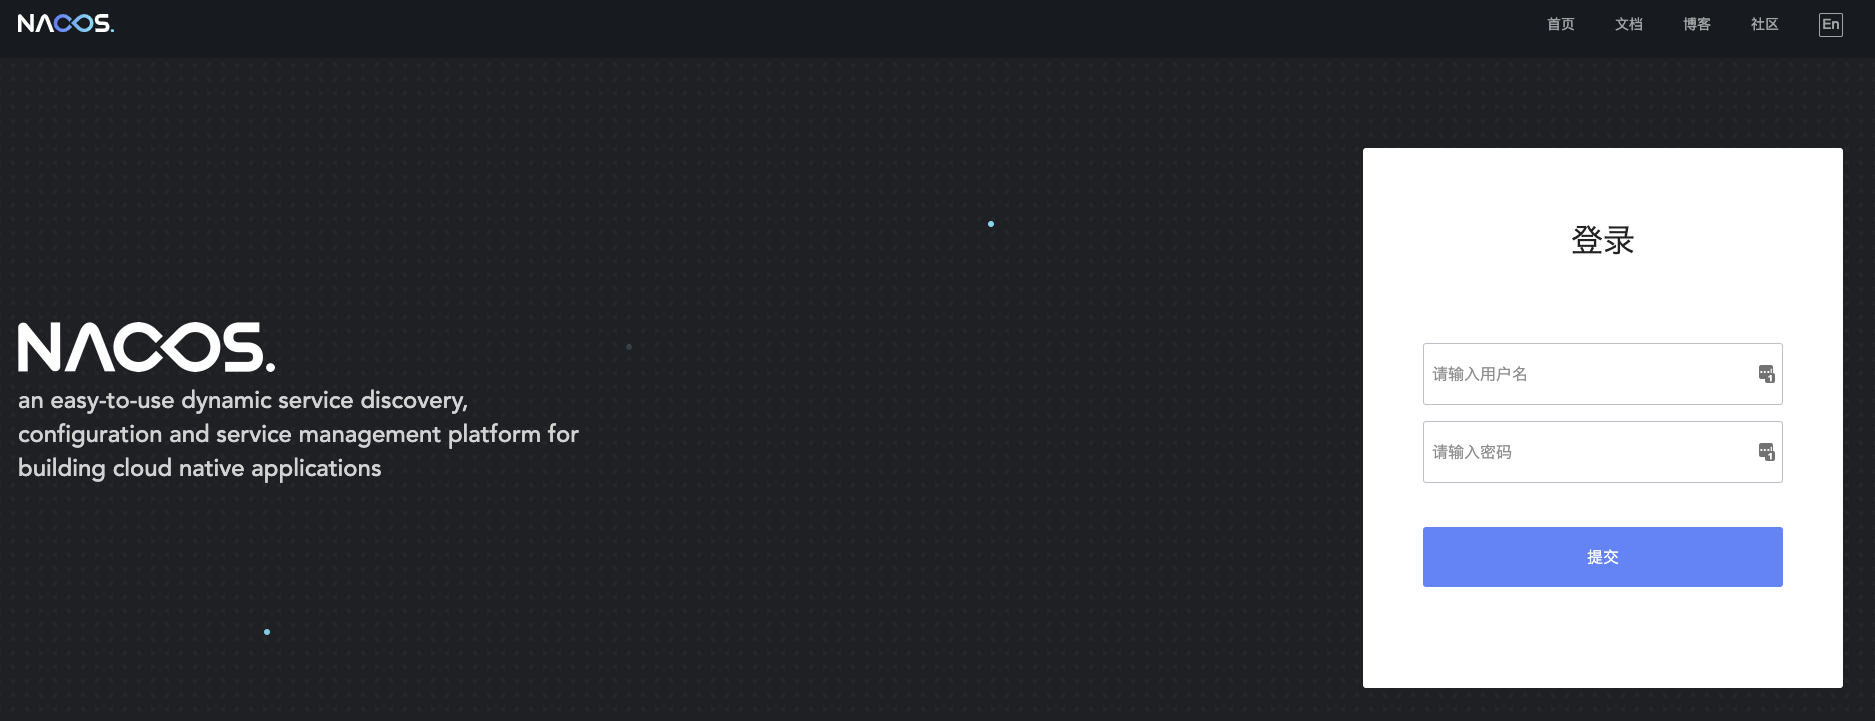 NACOS.
首页 文档 博客 社区 En
登录
请输入用户名
请输入密码
提交
NACOS.
an easy-to-use dynamic service discovery,
configuration and service management platform for
building cloud native applications